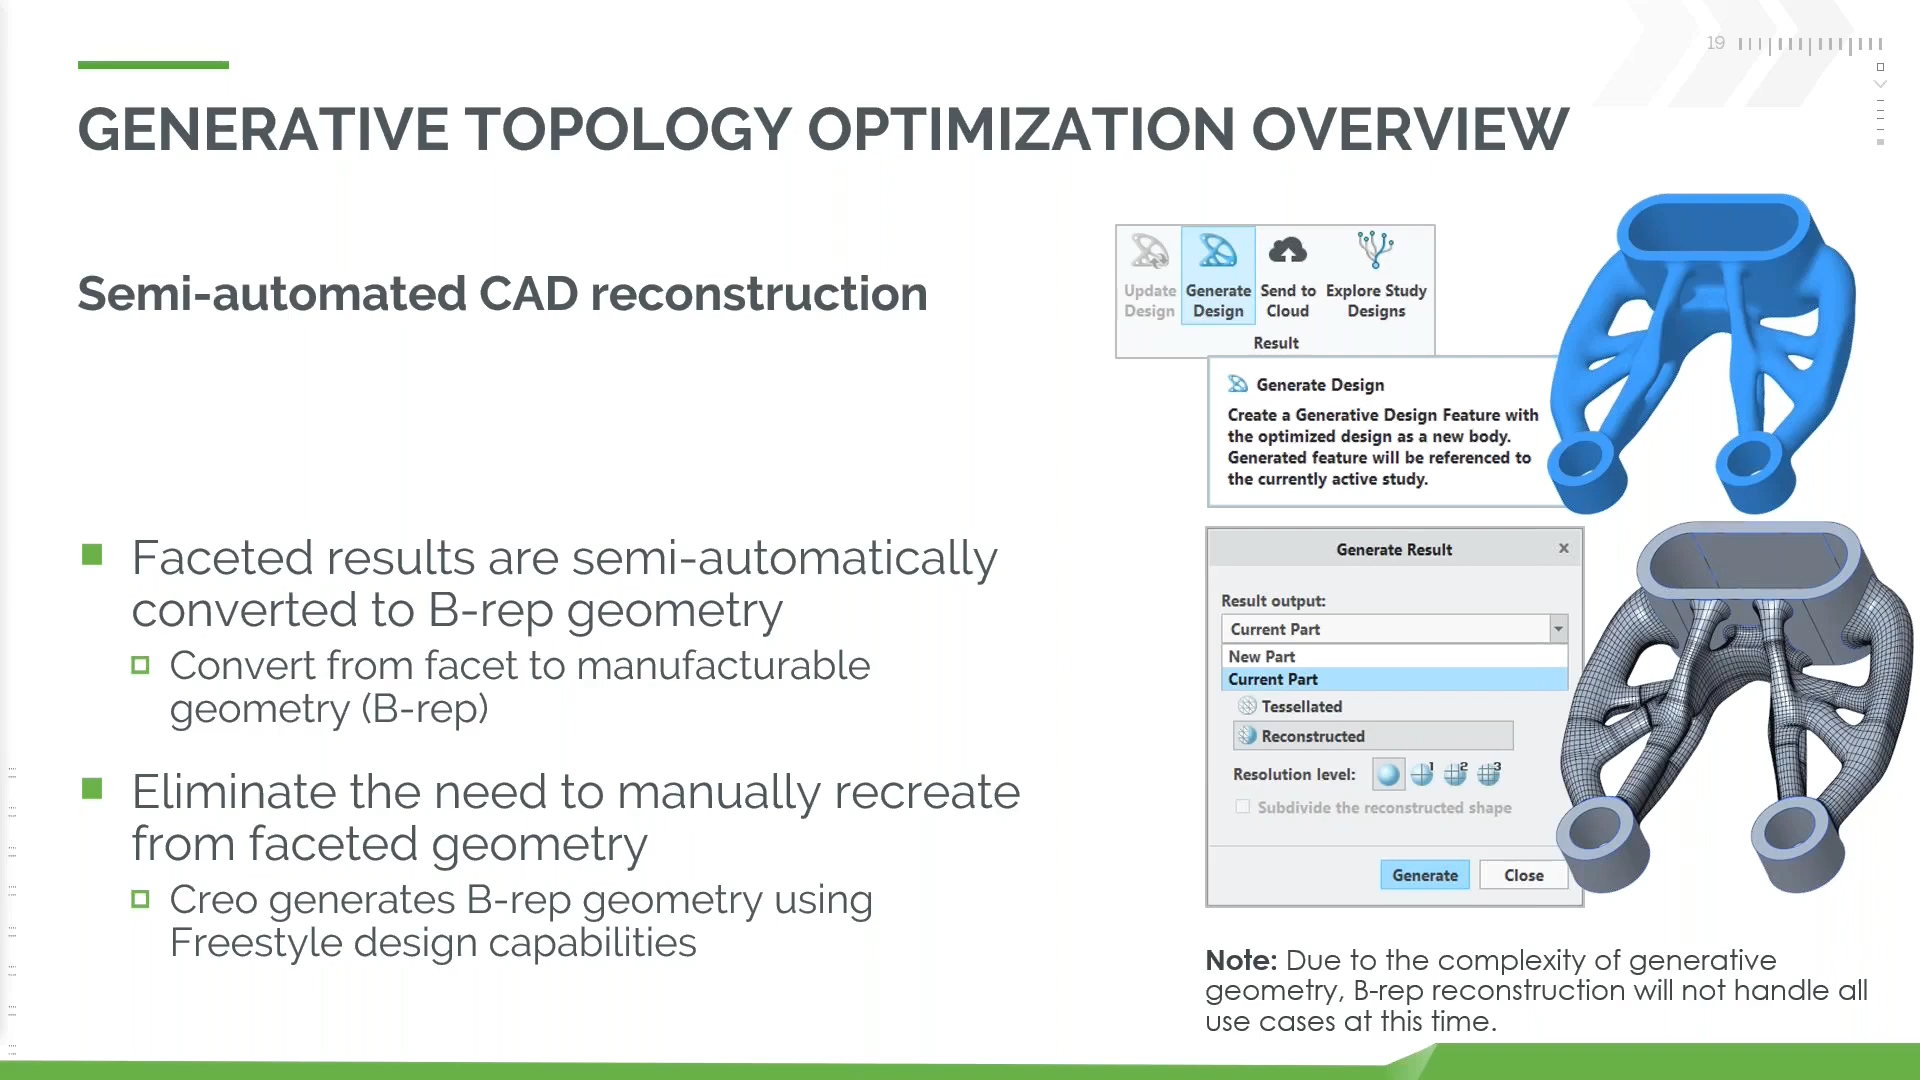 19
GENERATIVE TOPOLOGY OPTIMIZATION OVERVIEW
Semi-automated CAD reconstruction
Faceted results are semi-automatically
converted to B-rep geometry
Convert from facet to manufacturable
geometry (B-rep)
Eliminate the need to manually recreate
from faceted geometry
Creo generates B-rep geometry using
Freestyle design capabilities
Update Design
Generate Design
Send to Cloud
Explore Study Designs
Result
Generate Design
Create a Generative Design Feature with
the optimized design as a new body.
Generated feature will be referenced to
the currently active study.
Generate Result
Result output:
Current Part
New Part
Current Part
Tessellated
Reconstructed
Resolution level: 1 2 3
Subdivide the reconstructed shape
Generate Close
Note: Due to the complexity of generative
geometry, B-rep reconstruction will not handle all
use cases at this time.